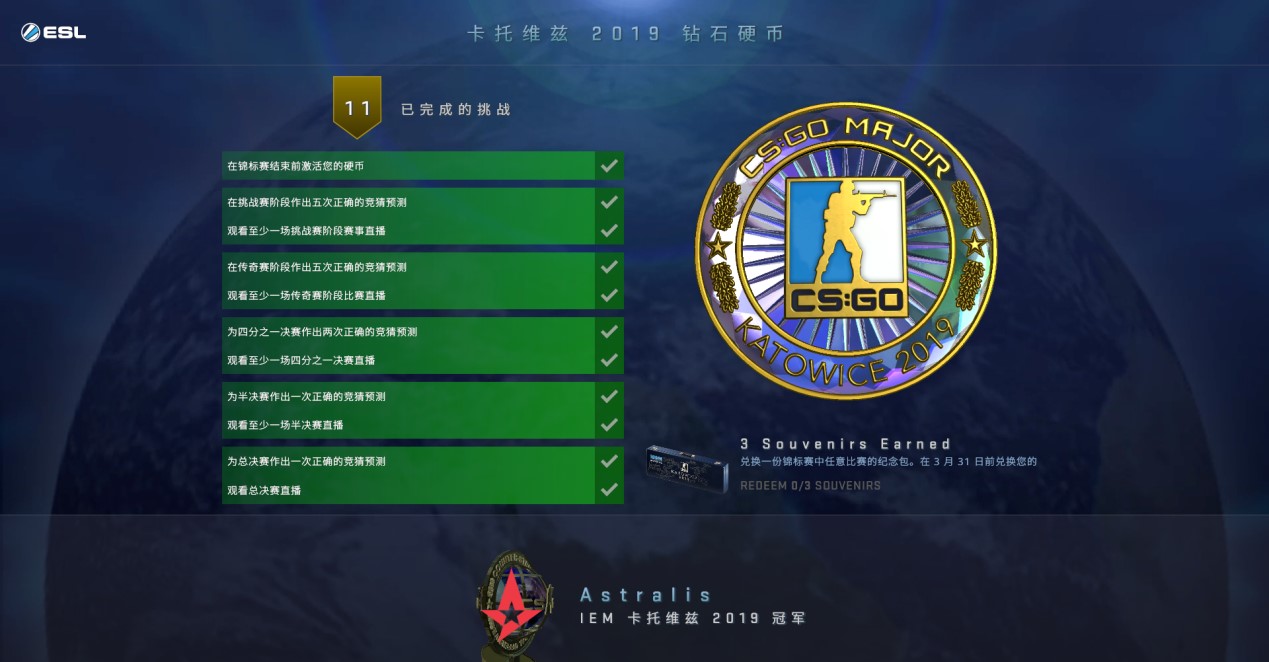 ESL
卡托维兹 2019 钻石硬币
11
已完成的挑战
在锦标赛结束前激活您的硬币
在挑战赛阶段作出五次正确的竞猜预测
观看至少一场挑战赛阶段赛事直播
在传奇赛阶段作出五次正确的竞猜预测
观看至少一场传奇赛阶段比赛直播
为四分之一决赛作出两次正确的竞猜预测
观看至少一场四分之一决赛直播
为半决赛作出一次正确的竞猜预测
观看至少一场半决赛直播
为总决赛作出一次正确的竞猜预测
观看总决赛直播
CS:GO MAJOR
CS:GO
KATOWICE 2019
3 Souvenirs Earned
兑换一份锦标赛中任意比赛的纪念包。在 3 月 31 日前兑换您的
REDEEM 0/3 SOUVENIRS
Astralis
IEM 卡托维兹 2019 冠军